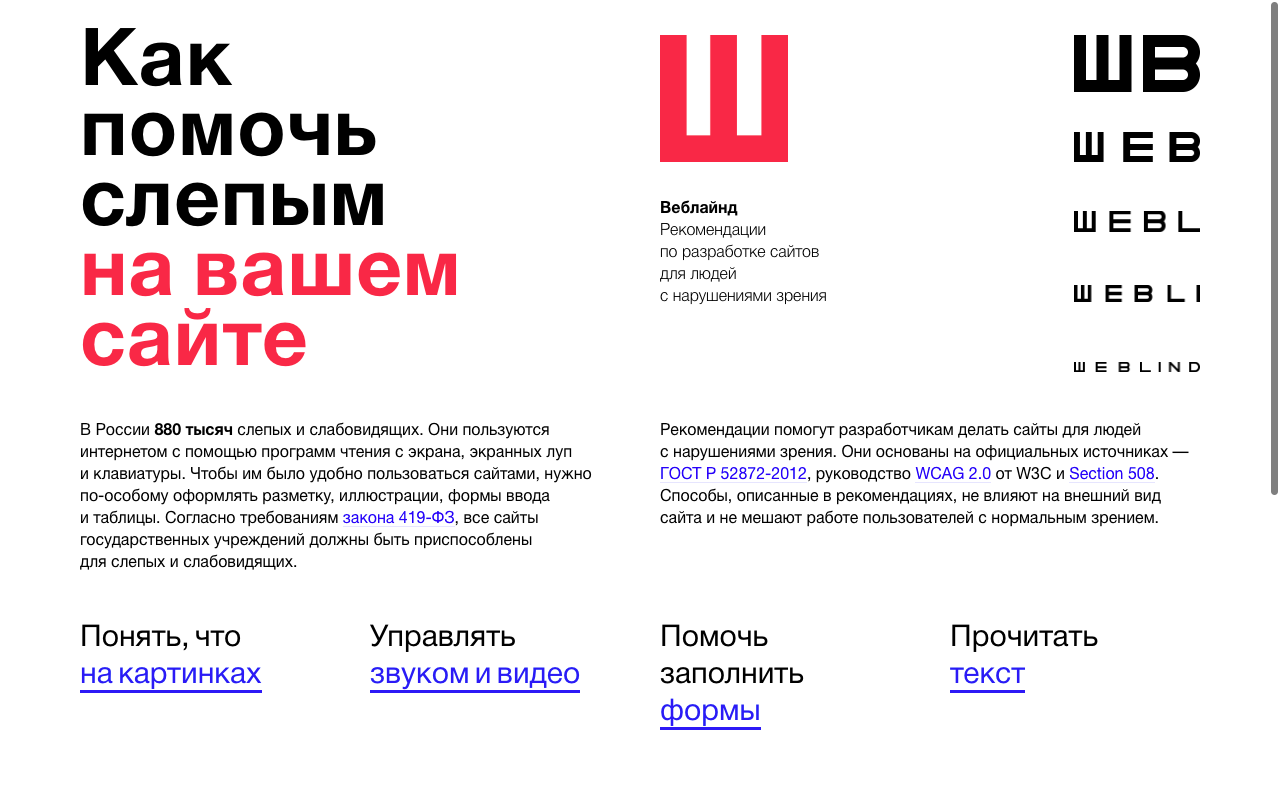 Как
помочь
слепым
на вашем
сайте
Ш
Веблайнд
Рекомендации
по разработке сайтов
для людей
с нарушениями зрения
ШВ
ШЕВ
ШЕВL
ШЕВLI
ШЕВLIND
В России 880 тысяч слепых и слабовидящих. Они пользуются
интернетом с помощью программ чтения с экрана, экранных луп
и клавиатуры. Чтобы им было удобно пользоваться сайтами, нужно
по-особому оформлять разметку, иллюстрации, формы ввода
и таблицы. Согласно требованиям закона 419-ФЗ, все сайты
государственных учреждений должны быть приспособлены
для слепых и слабовидящих.
Рекомендации помогут разработчикам делать сайты для людей
с нарушениями зрения. Они основаны на официальных источниках —
ГОСТ Р 52872-2012, руководство WCAG 2.0 от W3C и Section 508.
Способы, описанные в рекомендациях, не влияют на внешний вид
сайта и не мешают работе пользователей с нормальным зрением.
Понять, что
на картинках
Управлять
звуком и видео
Помочь
заполнить
формы
Прочитать
текст